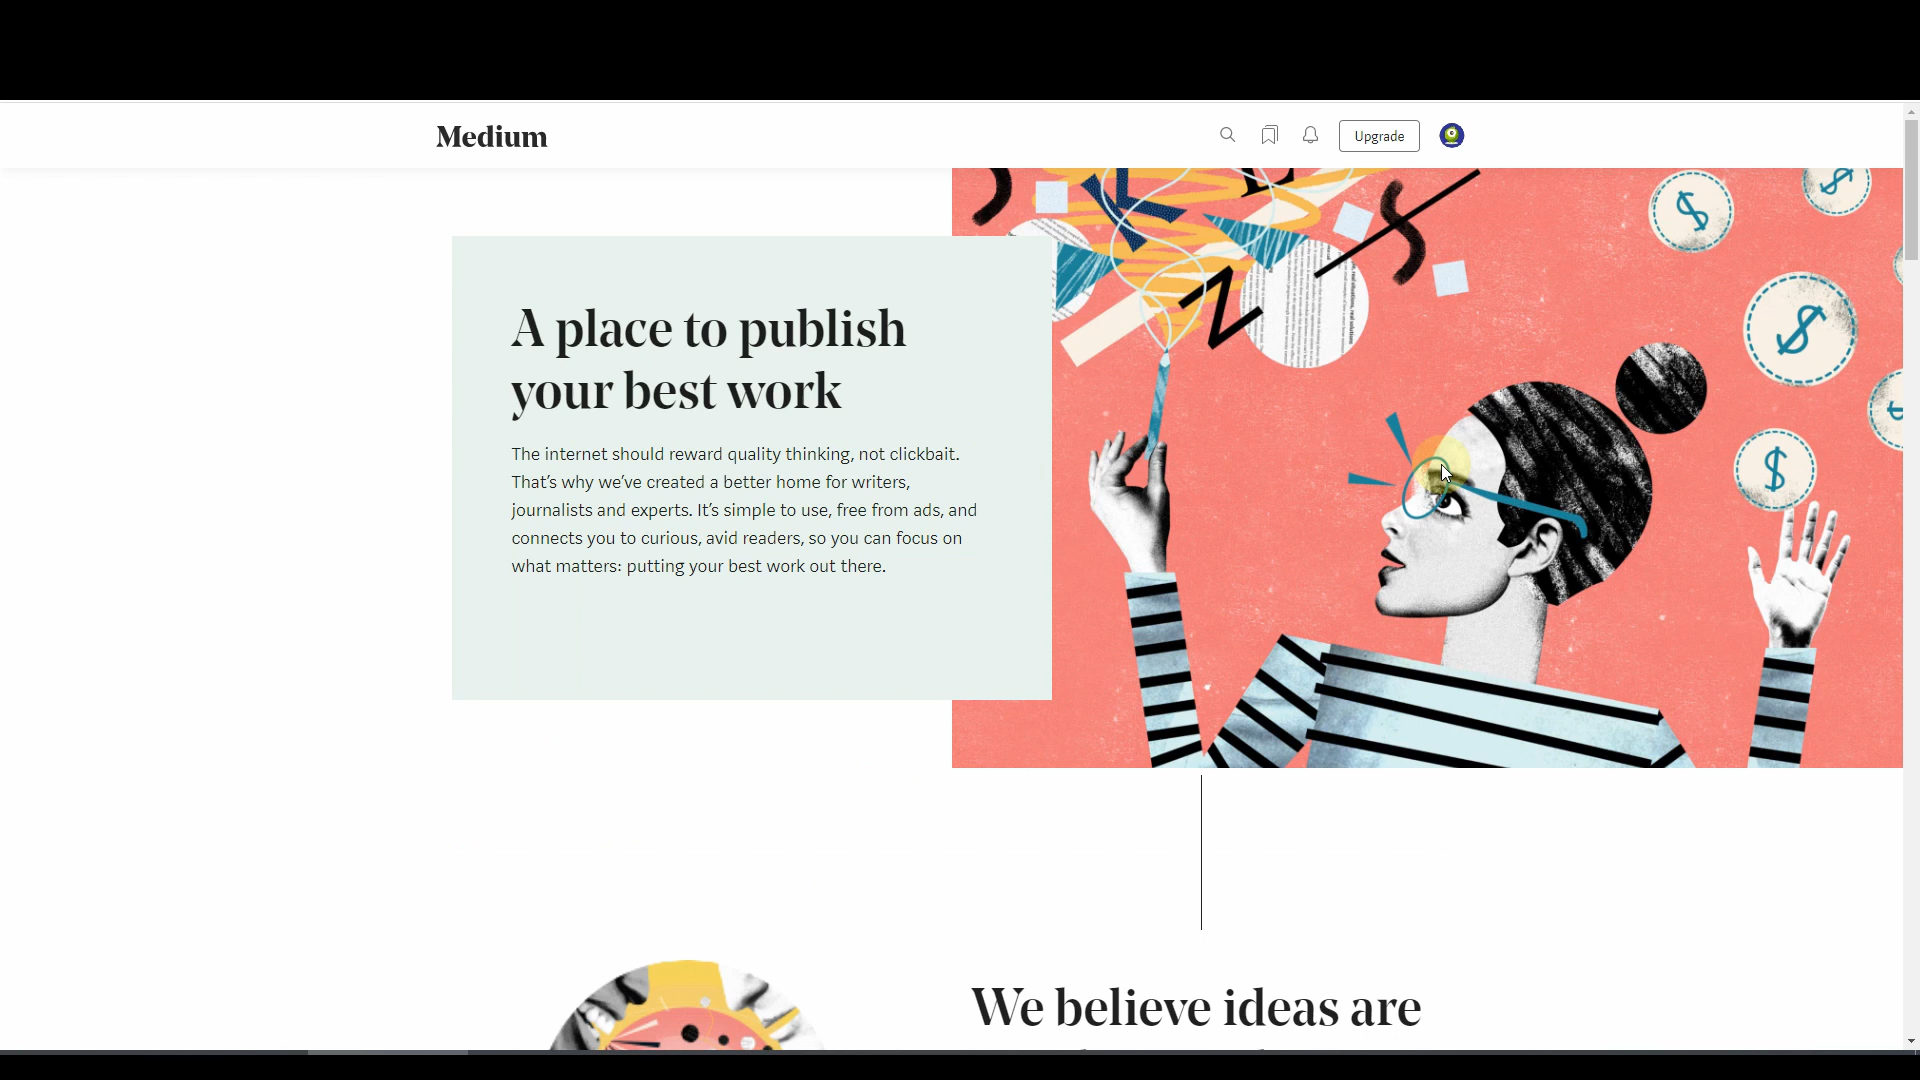 Medium
Upgrade
A place to publish
your best work
The internet should reward quality thinking, not clickbait.
That's why we've created a better home for writers,
journalists and experts. It's simple to use, free from ads, and
connects you to curious, avid readers, so you can focus on
what matters: putting your best work out there.
We believe ideas are